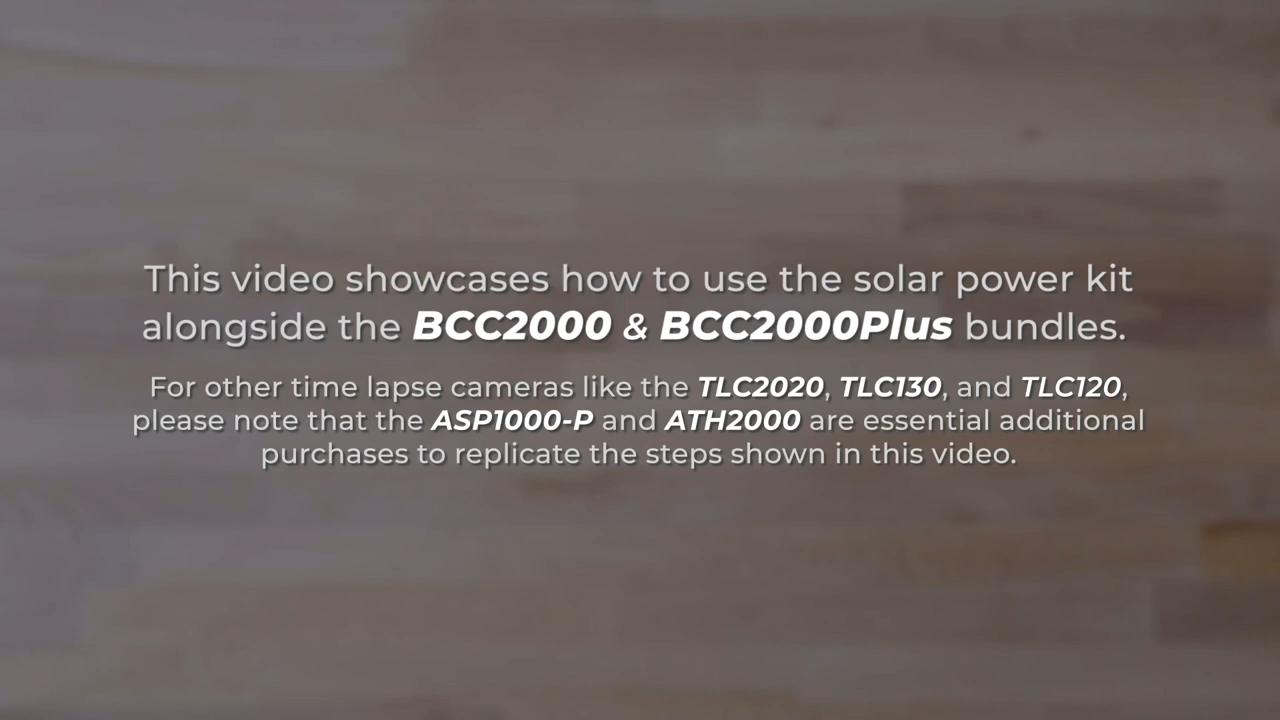 This video showcases how to use the solar power kit
alongside the BCC2000 & BCC2000Plus bundles.
For other time lapse cameras like the TLC2020, TLC130, and TLC120,
please note that the ASP1000-P and ATH2000 are essential additional
purchases to replicate the steps shown in this video.